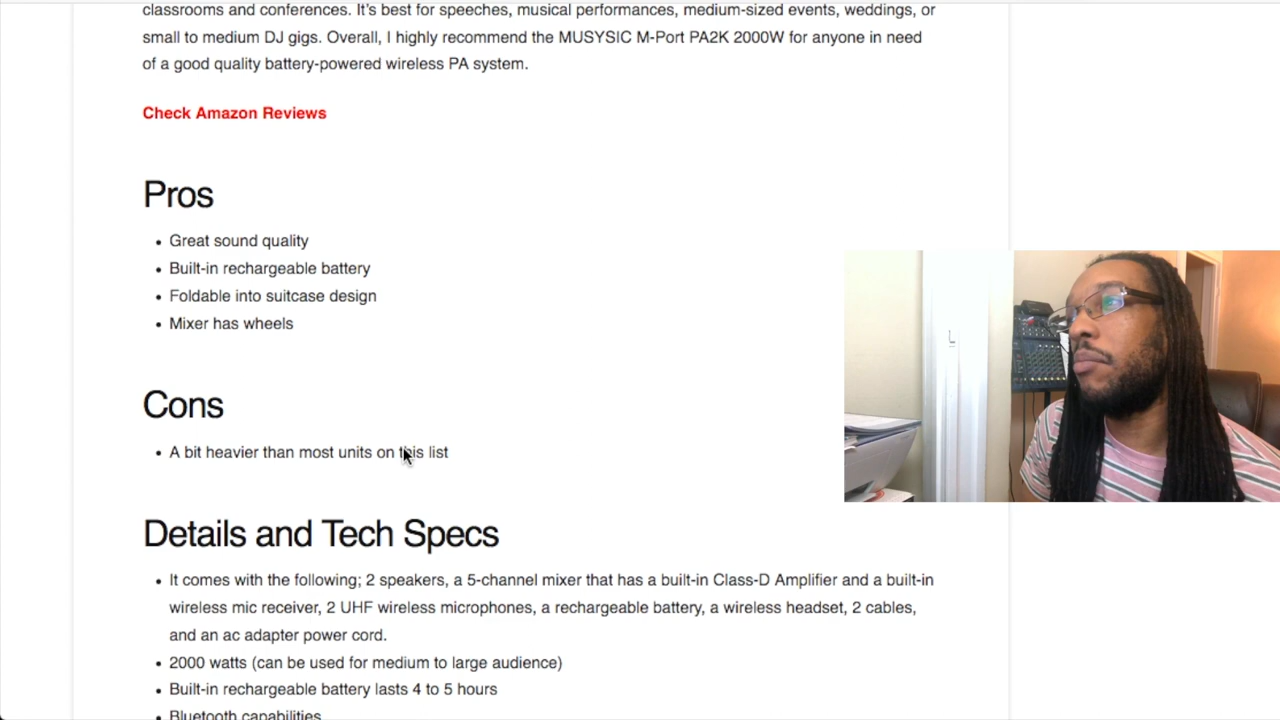 classrooms and conferences. It's best for speeches, musical performances, medium-sized events, weddings, or
small to medium DJ gigs. Overall, I highly recommend the MUSYSIC M-Port PA2K 2000W for anyone in need
of a good quality battery-powered wireless PA system.
Check Amazon Reviews
Pros
• Great sound quality
• Built-in rechargeable battery
• Foldable into suitcase design
• Mixer has wheels
Cons
• A bit heavier than most units on this list
Details and Tech Specs
• It comes with the following; 2 speakers, a 5-channel mixer that has a built-in Class-D Amplifier and a built-in
wireless mic receiver, 2 UHF wireless microphones, a rechargeable battery, a wireless headset, 2 cables,
and an ac adapter power cord.
• 2000 watts (can be used for medium to large audience)
• Built-in rechargeable battery lasts 4 to 5 hours
• Bluetooth capabilities